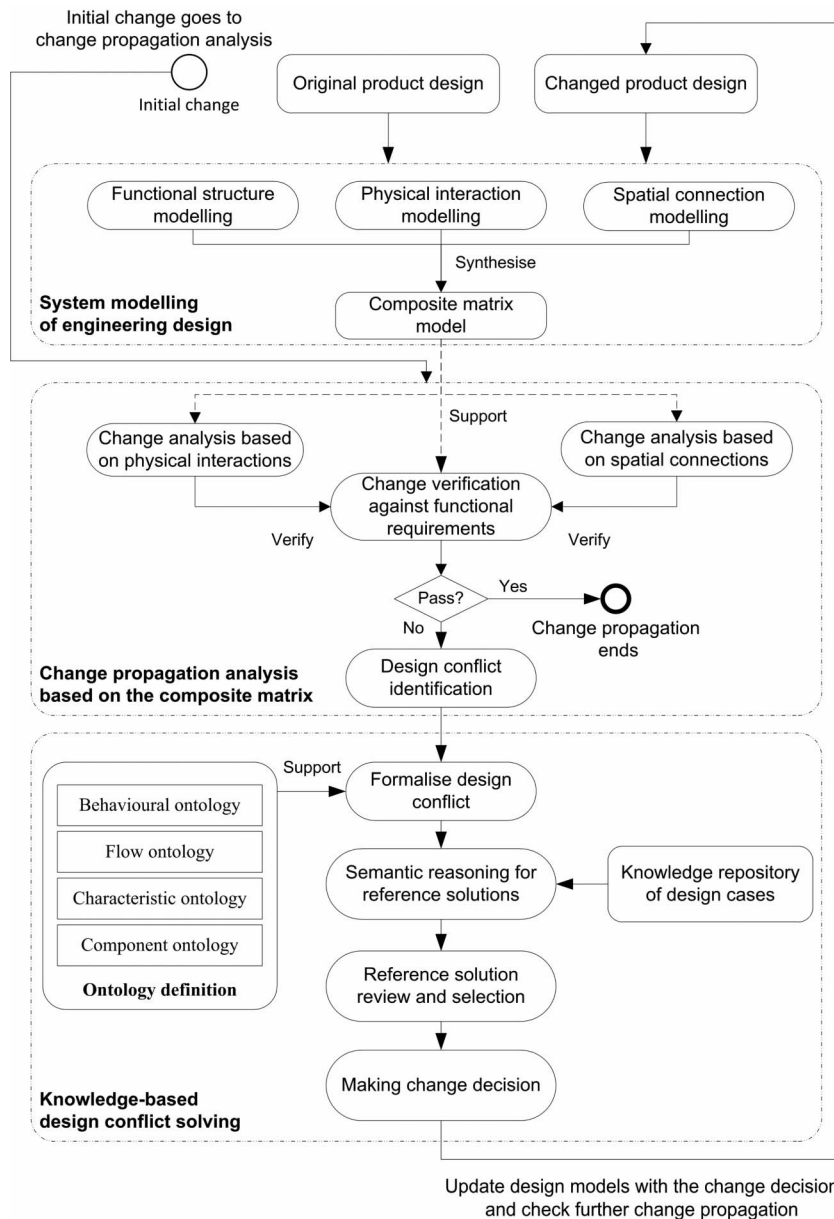 Initial change goes to
change propagation analysis
Initial change
Original product design
Changed product design
Functional structure
modelling
Physical interaction
modelling
Spatial connection
modelling
Synthesise
System modelling
of engineering design
Composite matrix
model
Support
Change analysis based
on physical interactions
Change analysis based
on spatial connections
Change verification
against functional
requirements
Verify
Verify
Pass?
Yes
No
Change propagation
ends
Change propagation analysis
based on the composite matrix
Design conflict
identification
Support
Formalise design
conflict
Behavioural ontology
Flow ontology
Characteristic ontology
Component ontology
Ontology definition
Semantic reasoning for
reference solutions
Knowledge repository
of design cases
Reference solution
review and selection
Making change decision
Knowledge-based
design conflict solving
Update design models with the change decision
and check further change propagation